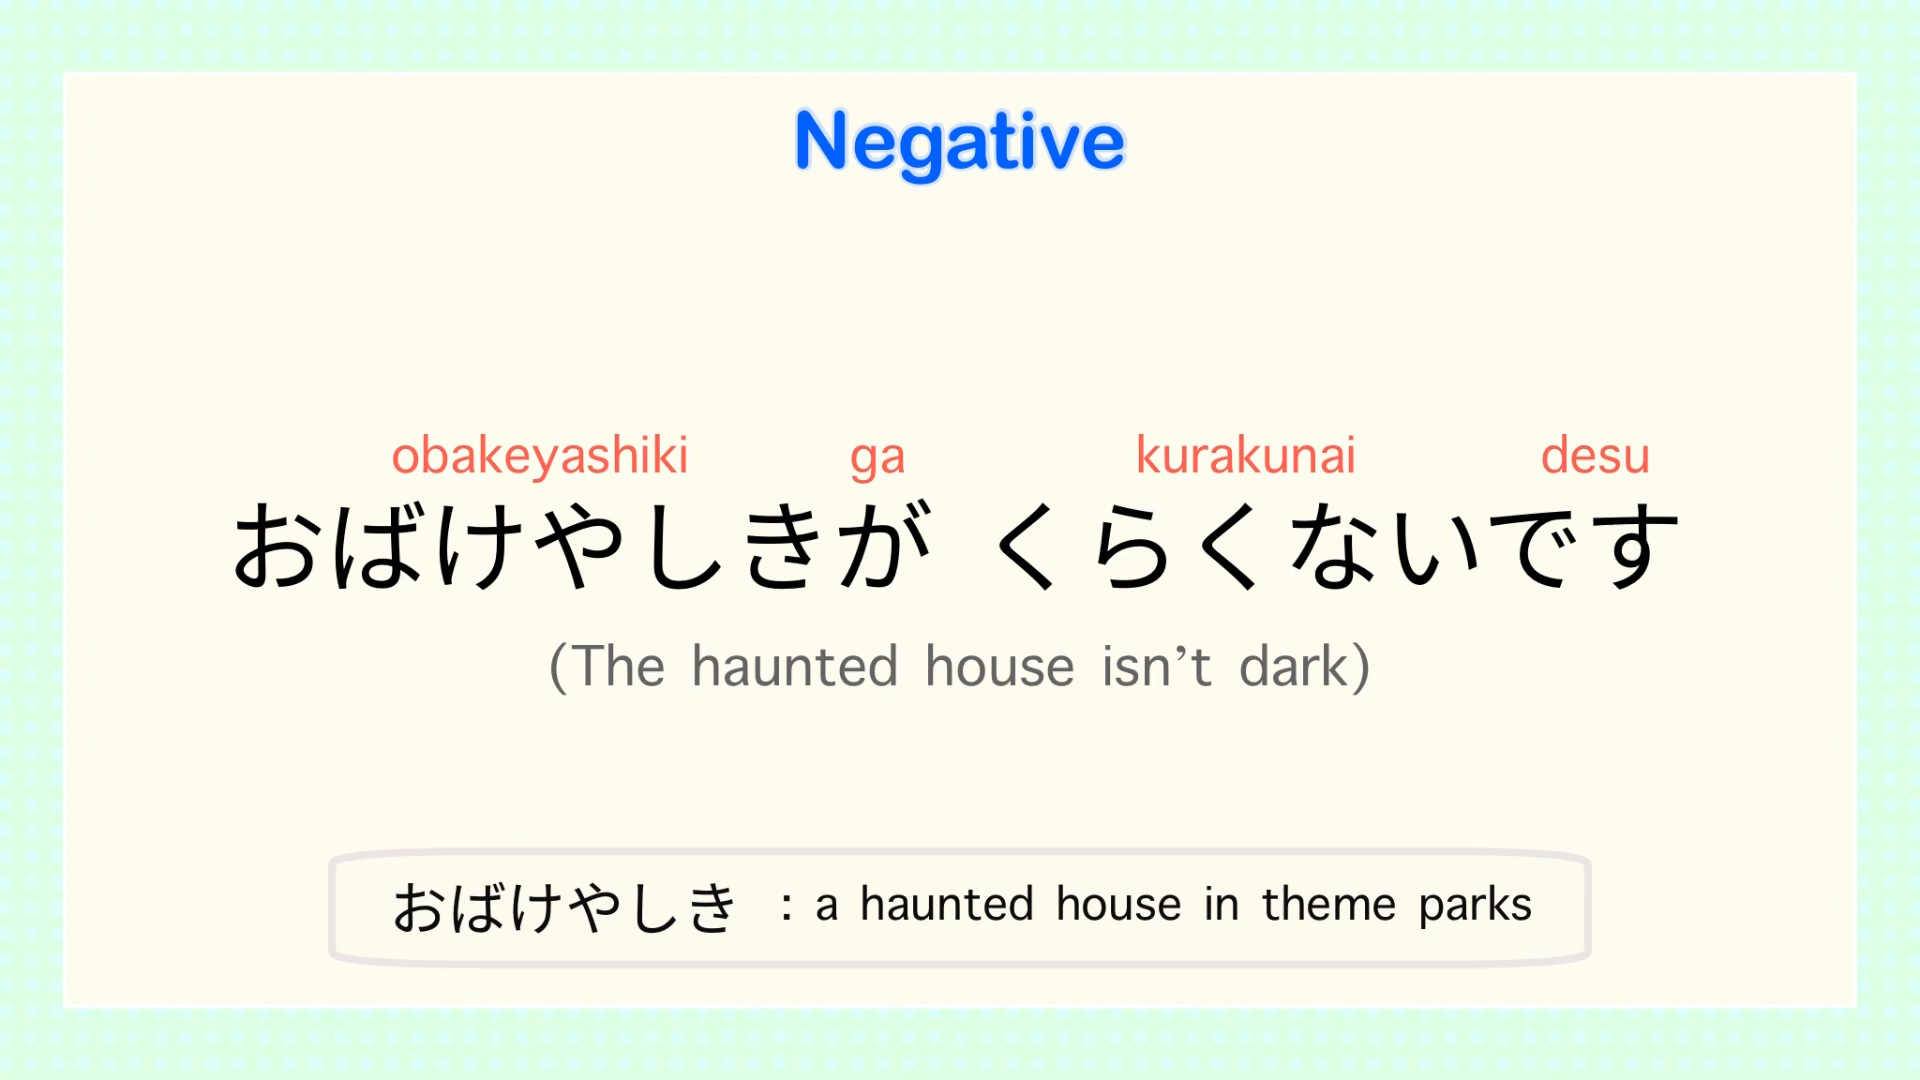 Negative
obakeyashiki ga kurakunai desu
おばけやしきが くらくないです
(The haunted house isn’t dark)
おばけやしき : a haunted house in theme parks